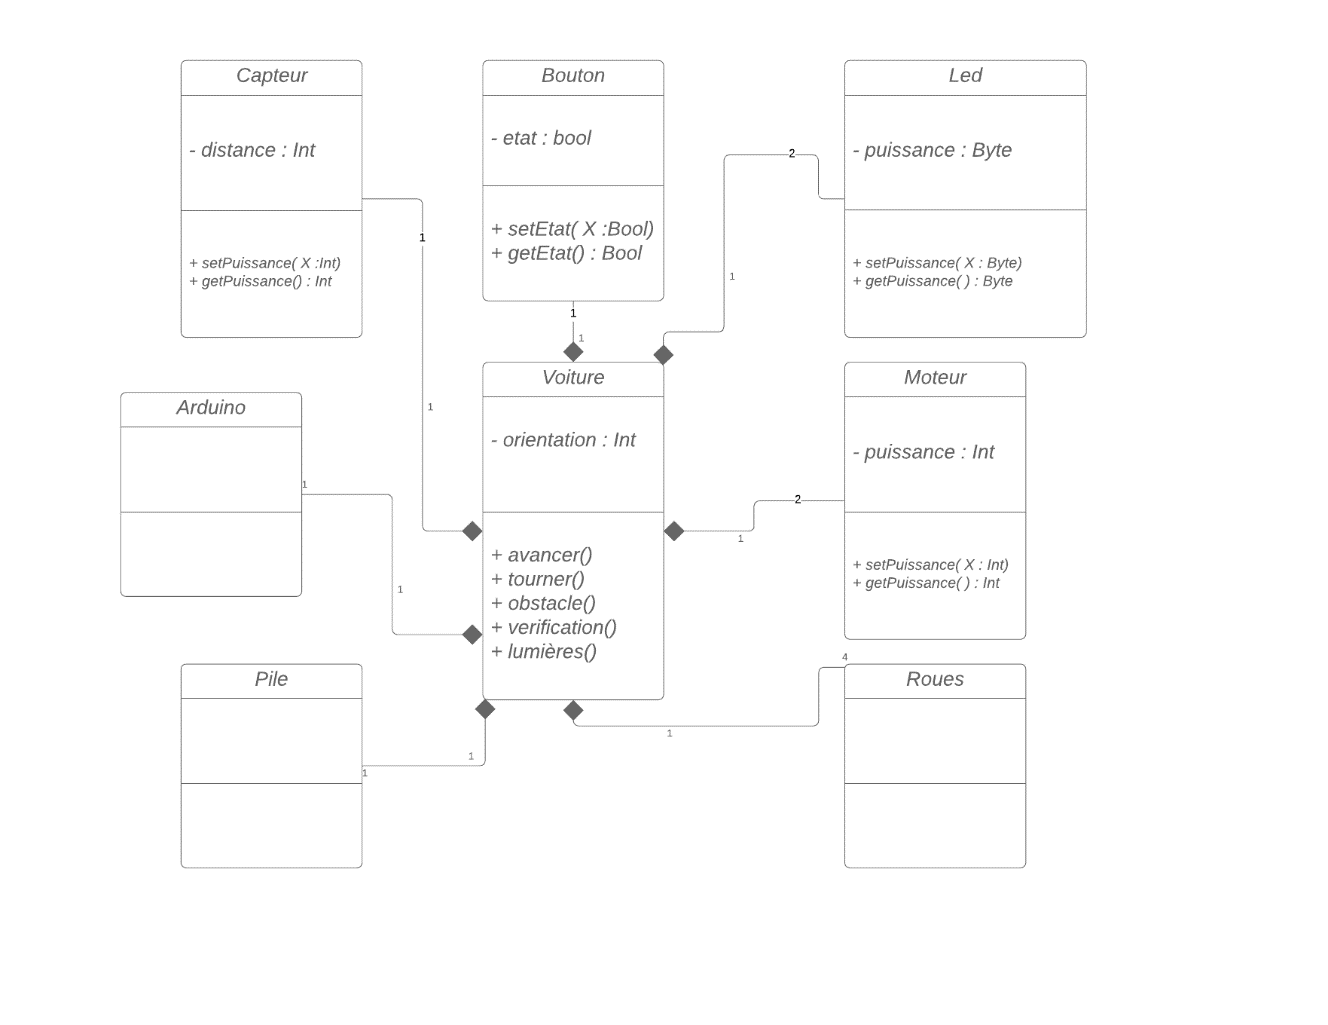 Capteur
- distance : Int
+ setPuissance( X :Int)
+ getPuissance() : Int
Bouton
- etat : bool
+ setEtat( X :Bool)
+ getEtat() : Bool
Led
- puissance : Byte
+ setPuissance( X : Byte)
+ getPuissance( ) : Byte
1
1
1
1
2
1
Arduino
1
1
Voiture
- orientation : Int
+ avancer()
+ tourner()
+ obstacle()
+ verification()
+ lumières()
Moteur
- puissance : Int
+ setPuissance( X : Int)
+ getPuissance( ) : Int
2
1
Pile
1
1
Roues
4
1